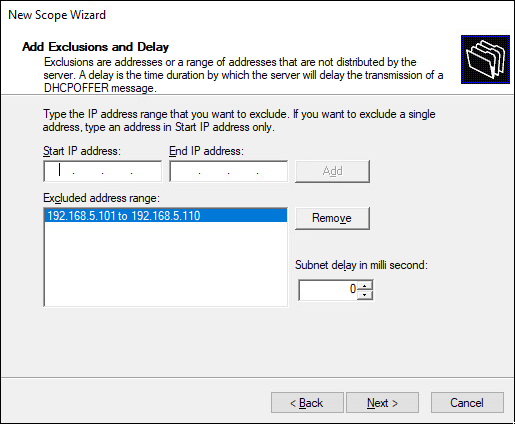 New Scope Wizard
Add Exclusions and Delay
Exclusions are addresses or a range of addresses that are not distributed by the
server. A delay is the time duration by which the server will delay the transmission of a
DHCPOFFER message.
Type the IP address range that you want to exclude. If you want to exclude a single
address, type an address in Start IP address only.
Start IP address: End IP address:
. . . . . . Add
Excluded address range:
192.168.5.101 to 192.168.5.110 Remove
Subnet delay in milli second:
0
< Back Next > Cancel